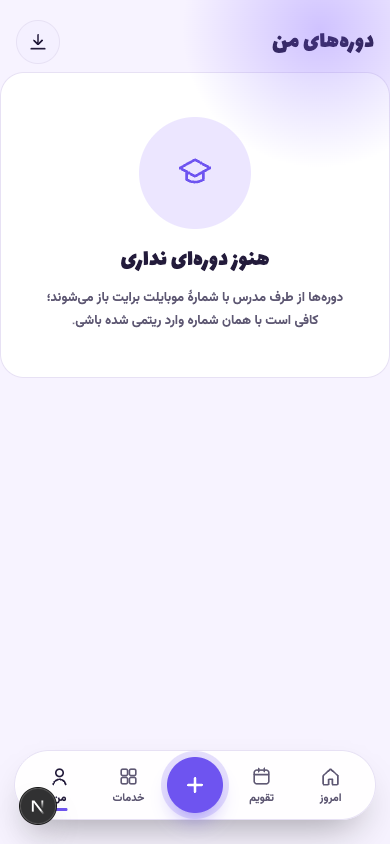 دوره‌های من
هنوز دوره‌ای نداری
دوره‌ها از طرف مدرس با شمارهٔ موبایلت برایت باز می‌شوند؛
کافی است با همان شماره وارد ریتمی شده باشی.
امروز
تقویم
خدمات
من
N